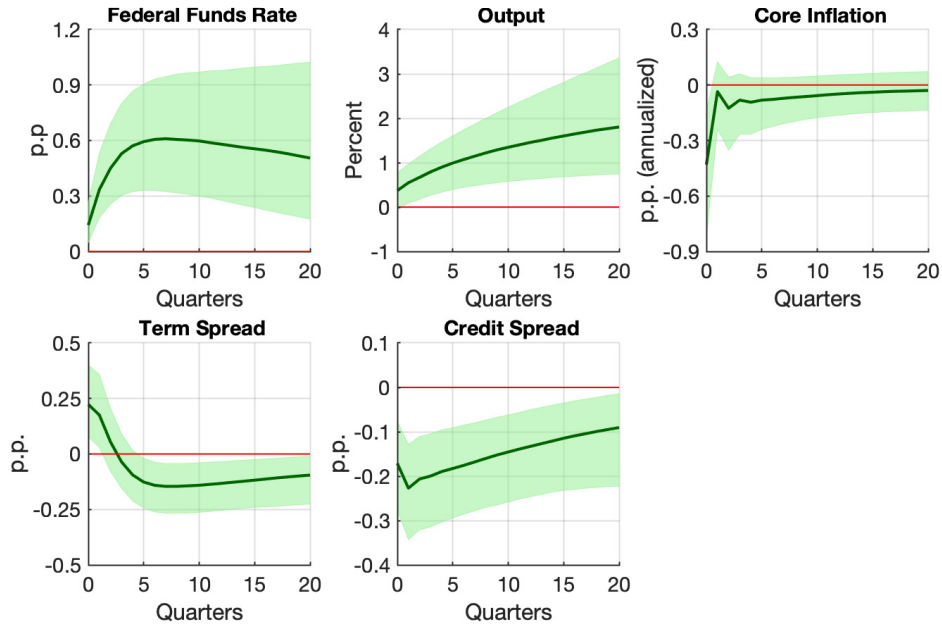 Federal Funds Rate
p.p
1.2
0.9
0.6
0.3
0
0 5 10 15 20
Quarters
Output
Percent
4
3
2
1
0
-1
0 5 10 15 20
Quarters
Core Inflation
p.p. (annualized)
0.3
0
-0.3
-0.6
-0.9
0 5 10 15 20
Quarters
Term Spread
p.p.
0.5
0.25
0
-0.25
-0.5
0 5 10 15 20
Quarters
Credit Spread
p.p.
0.1
0
-0.1
-0.2
-0.3
-0.4
0 5 10 15 20
Quarters